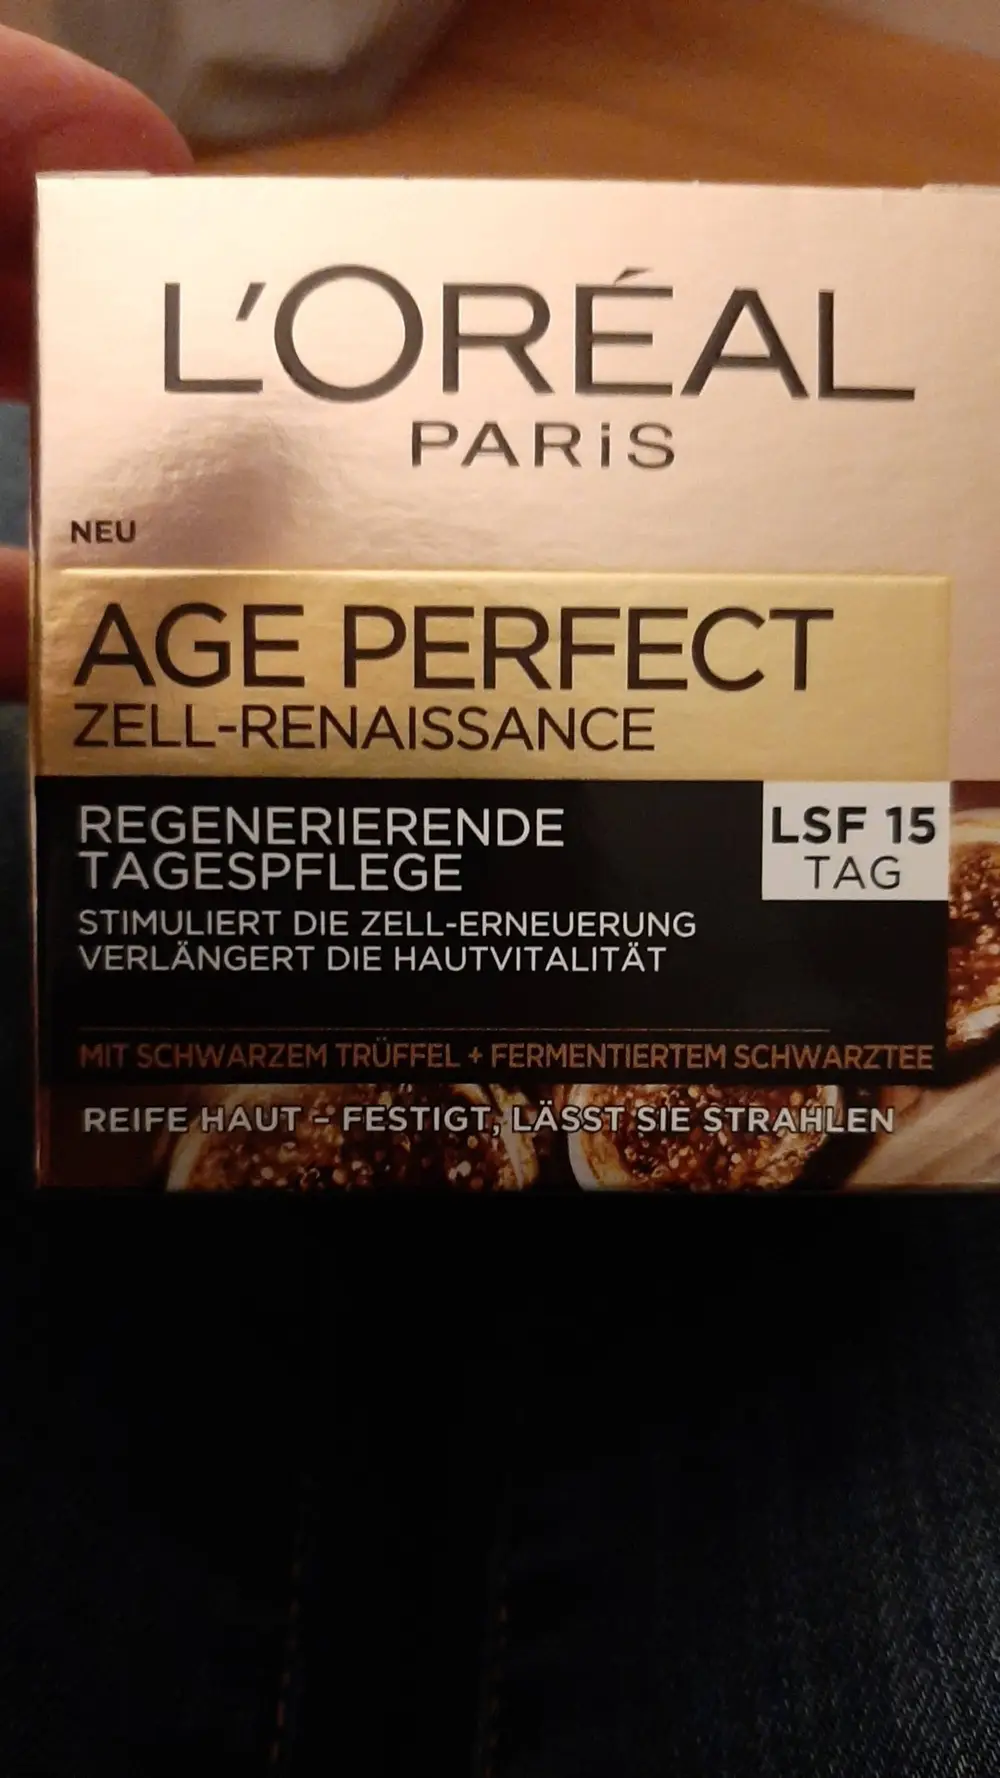 L'ORÉAL
PARiS
NEU
AGE PERFECT
ZELL-RENAISSANCE
REGENERIERENDE
TAGESPFLEGE
LSF 15
TAG
STIMULIERT DIE ZELL-ERNEUERUNG
VERLÄNGERT DIE HAUTVITALITÄT
MIT SCHWARZEM TRÜFFEL + FERMENTIERTEM SCHWARZTEE
REIFE HAUT – FESTIGT, LÄSST SIE STRAHLEN